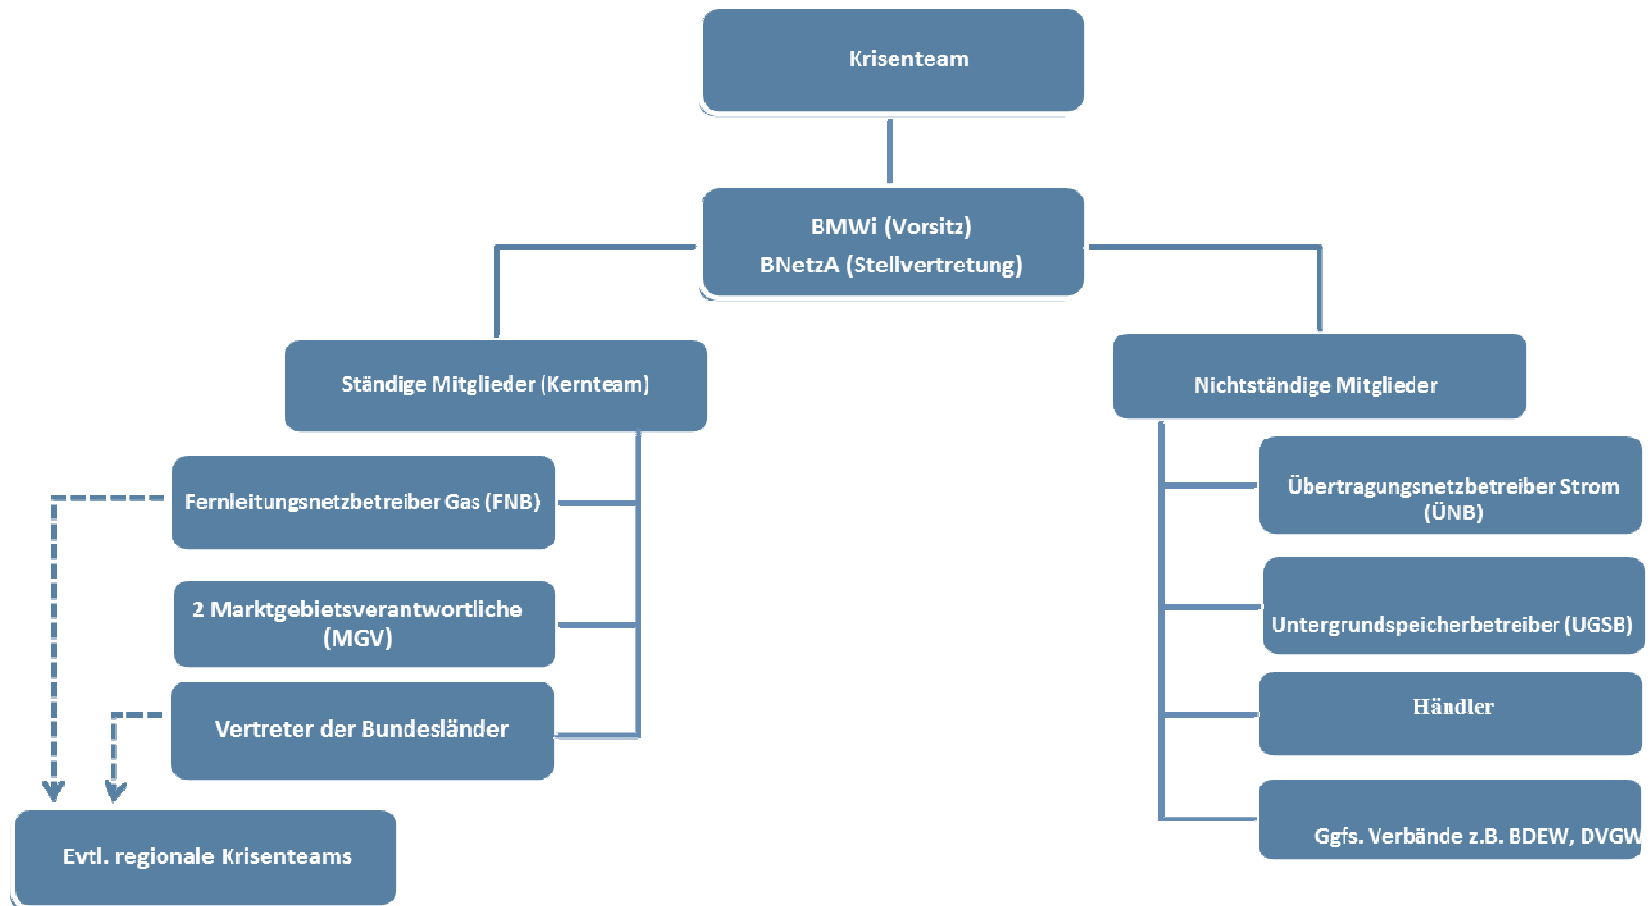 Krisenteam
BMWi (Vorsitz)
BNetzA (Stellvertretung)
Ständige Mitglieder (Kernteam)
Fernleitungsnetzbetreiber Gas (FNB)
2 Marktgebietsverantwortliche
(MGV)
Vertreter der Bundesländer
Evtl. regionale Krisenteams
Nichtständige Mitglieder
Übertragungsnetzbetreiber Strom
(ÜNB)
Untergrundspeicherbetreiber (UGSB)
Händler
Ggfs. Verbände z.B. BDEW, DVGW